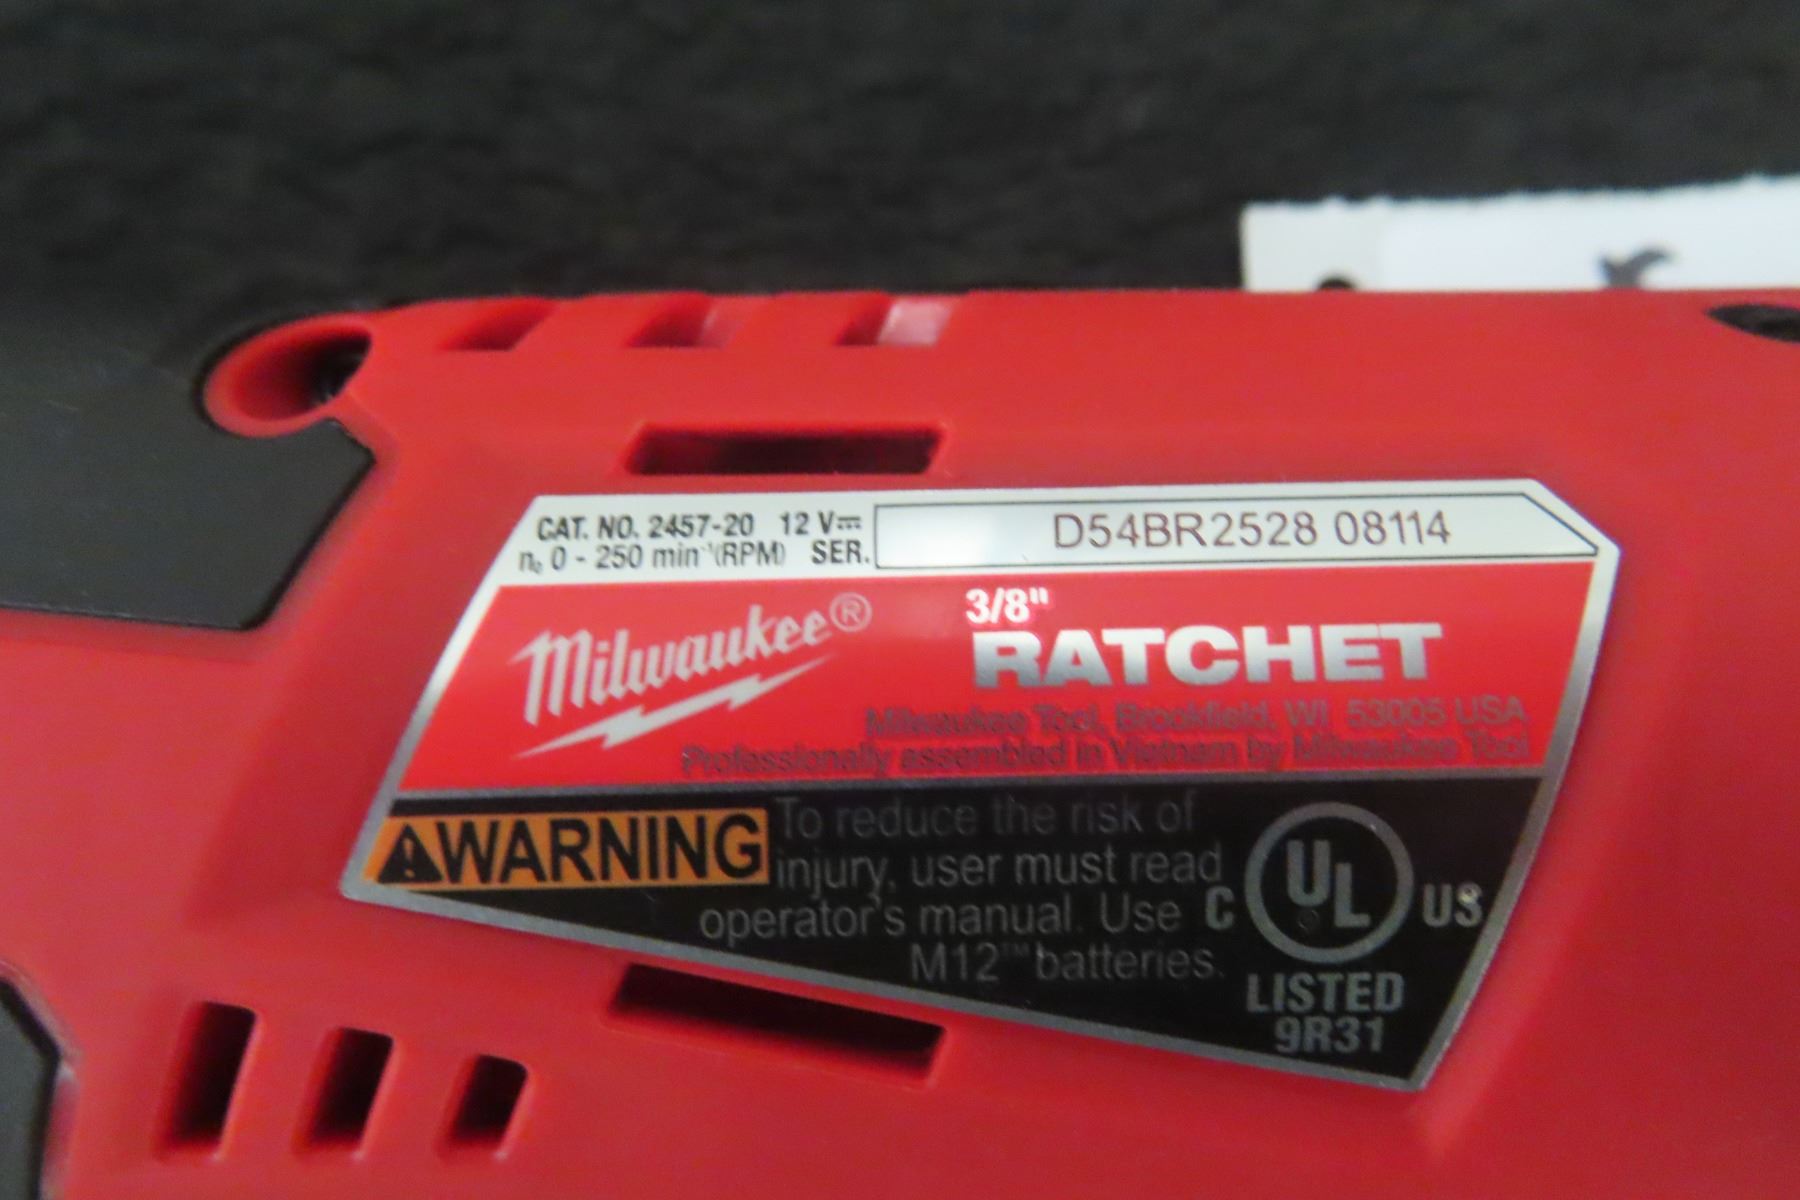 CAT. NO. 2457-20 12 V⎓
n₀ 0 - 250 min⁻¹(RPM) SER. D54BR2528 08114
Milwaukee®
3/8"
RATCHET
Milwaukee Tool, Brookfield, WI 53005 USA
Professionally assembled in Vietnam by Milwaukee Tool
WARNING To reduce the risk of
injury, user must read
operator's manual. Use
M12™ batteries.
C UL US
LISTED
9R31